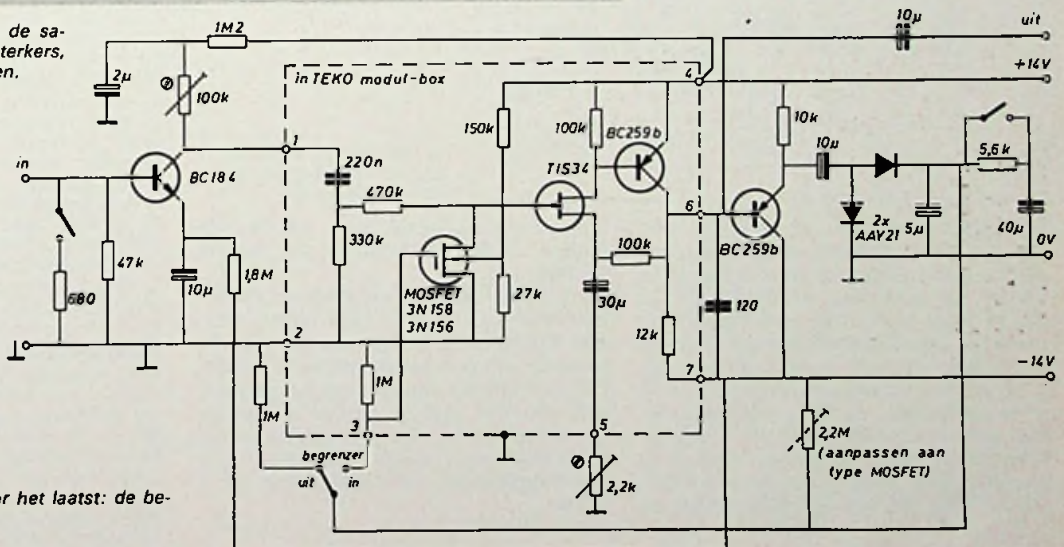 de sa-
terkers,
en.
1M2
10µ
uit
+14V
2µ
100k
in TEKO modul-box
4
150k
100k
BC259b
10k
10µ
5,6k
in
BC184
1
220n
470k
TIS34
6
2x
AAY21
5µ
40µ
0V
47k
330k
100k
BC259b
680
10µ
1,8M
MOSFET
3N158
3N156
27k
30µ
12k
120
2
7
-14V
1M
1M
3
5
begrenzer
uit
in
2,2k
2,2M
(aanpassen aan
type MOSFET)
r het laatst: de be-